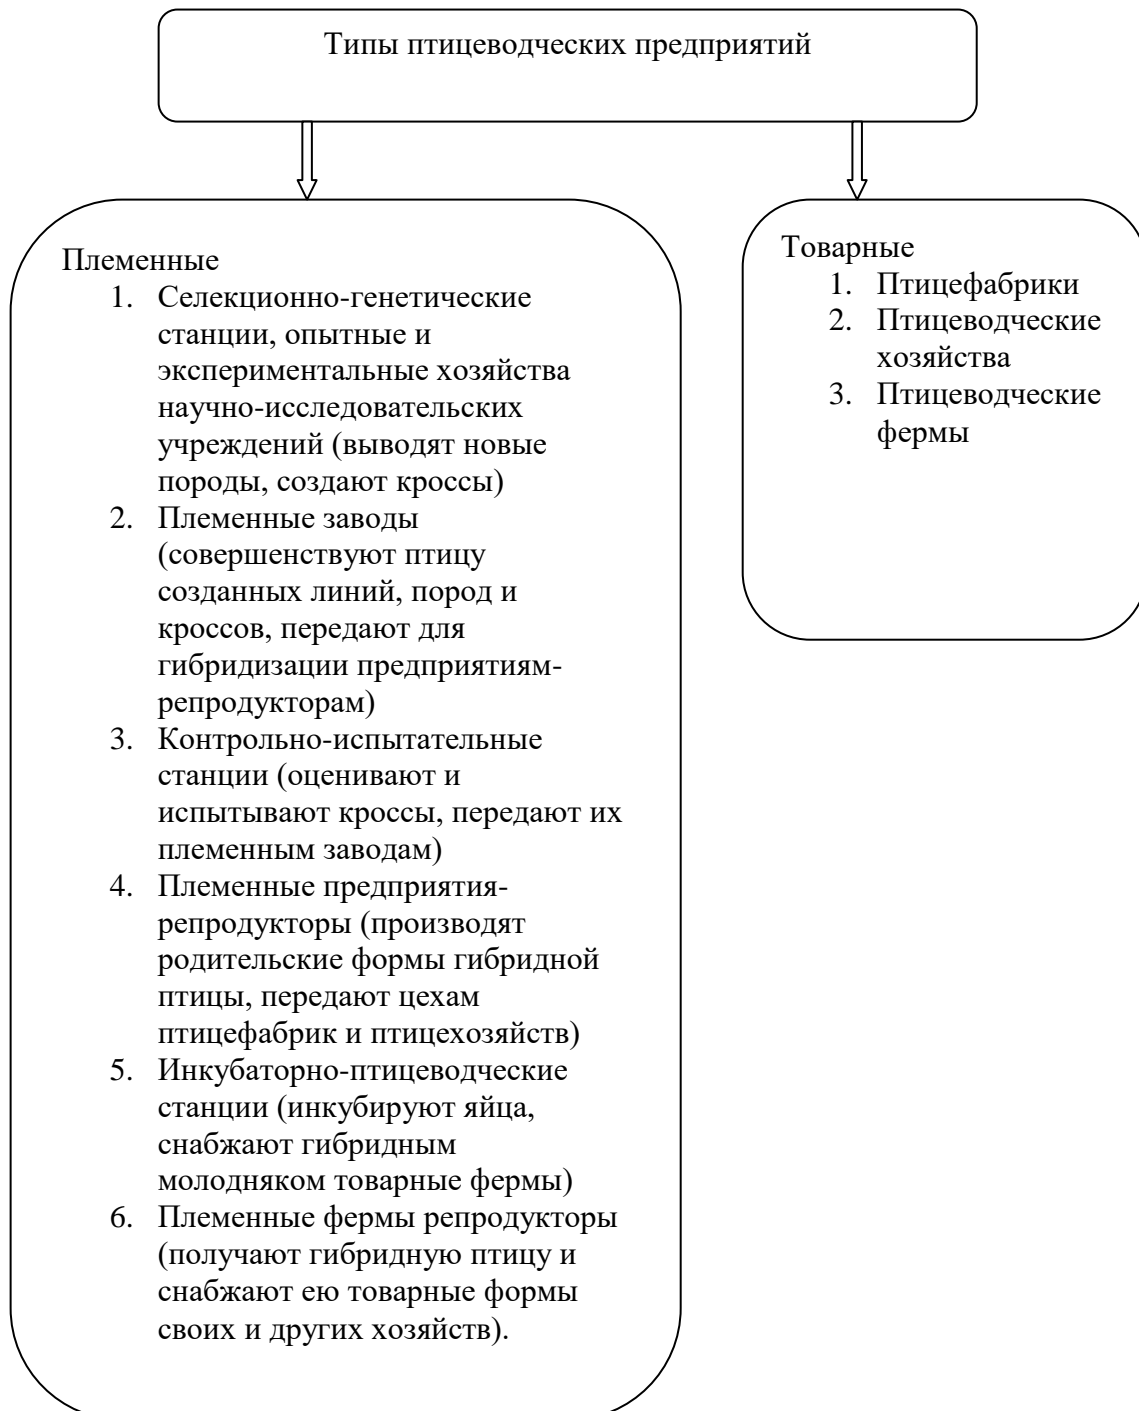 Типы птицеводческих предприятий
Племенные
1. Селекционно-генетические
станции, опытные и
экспериментальные хозяйства
научно-исследовательских
учреждений (выводят новые
породы, создают кроссы)
2. Племенные заводы
(совершенствуют птицу
созданных линий, пород и
кроссов, передают для
гибридизации предприятиям-
репродукторам)
3. Контрольно-испытательные
станции (оценивают и
испытывают кроссы, передают их
племенным заводам)
4. Племенные предприятия-
репродукторы (производят
родительские формы гибридной
птицы, передают цехам
птицефабрик и птицехозяйств)
5. Инкубаторно-птицеводческие
станции (инкубируют яйца,
снабжают гибридным
молодняком товарные фермы)
6. Племенные фермы репродукторы
(получают гибридную птицу и
снабжают ею товарные формы
своих и других хозяйств).
Товарные
1. Птицефабрики
2. Птицеводческие
хозяйства
3. Птицеводческие
фермы